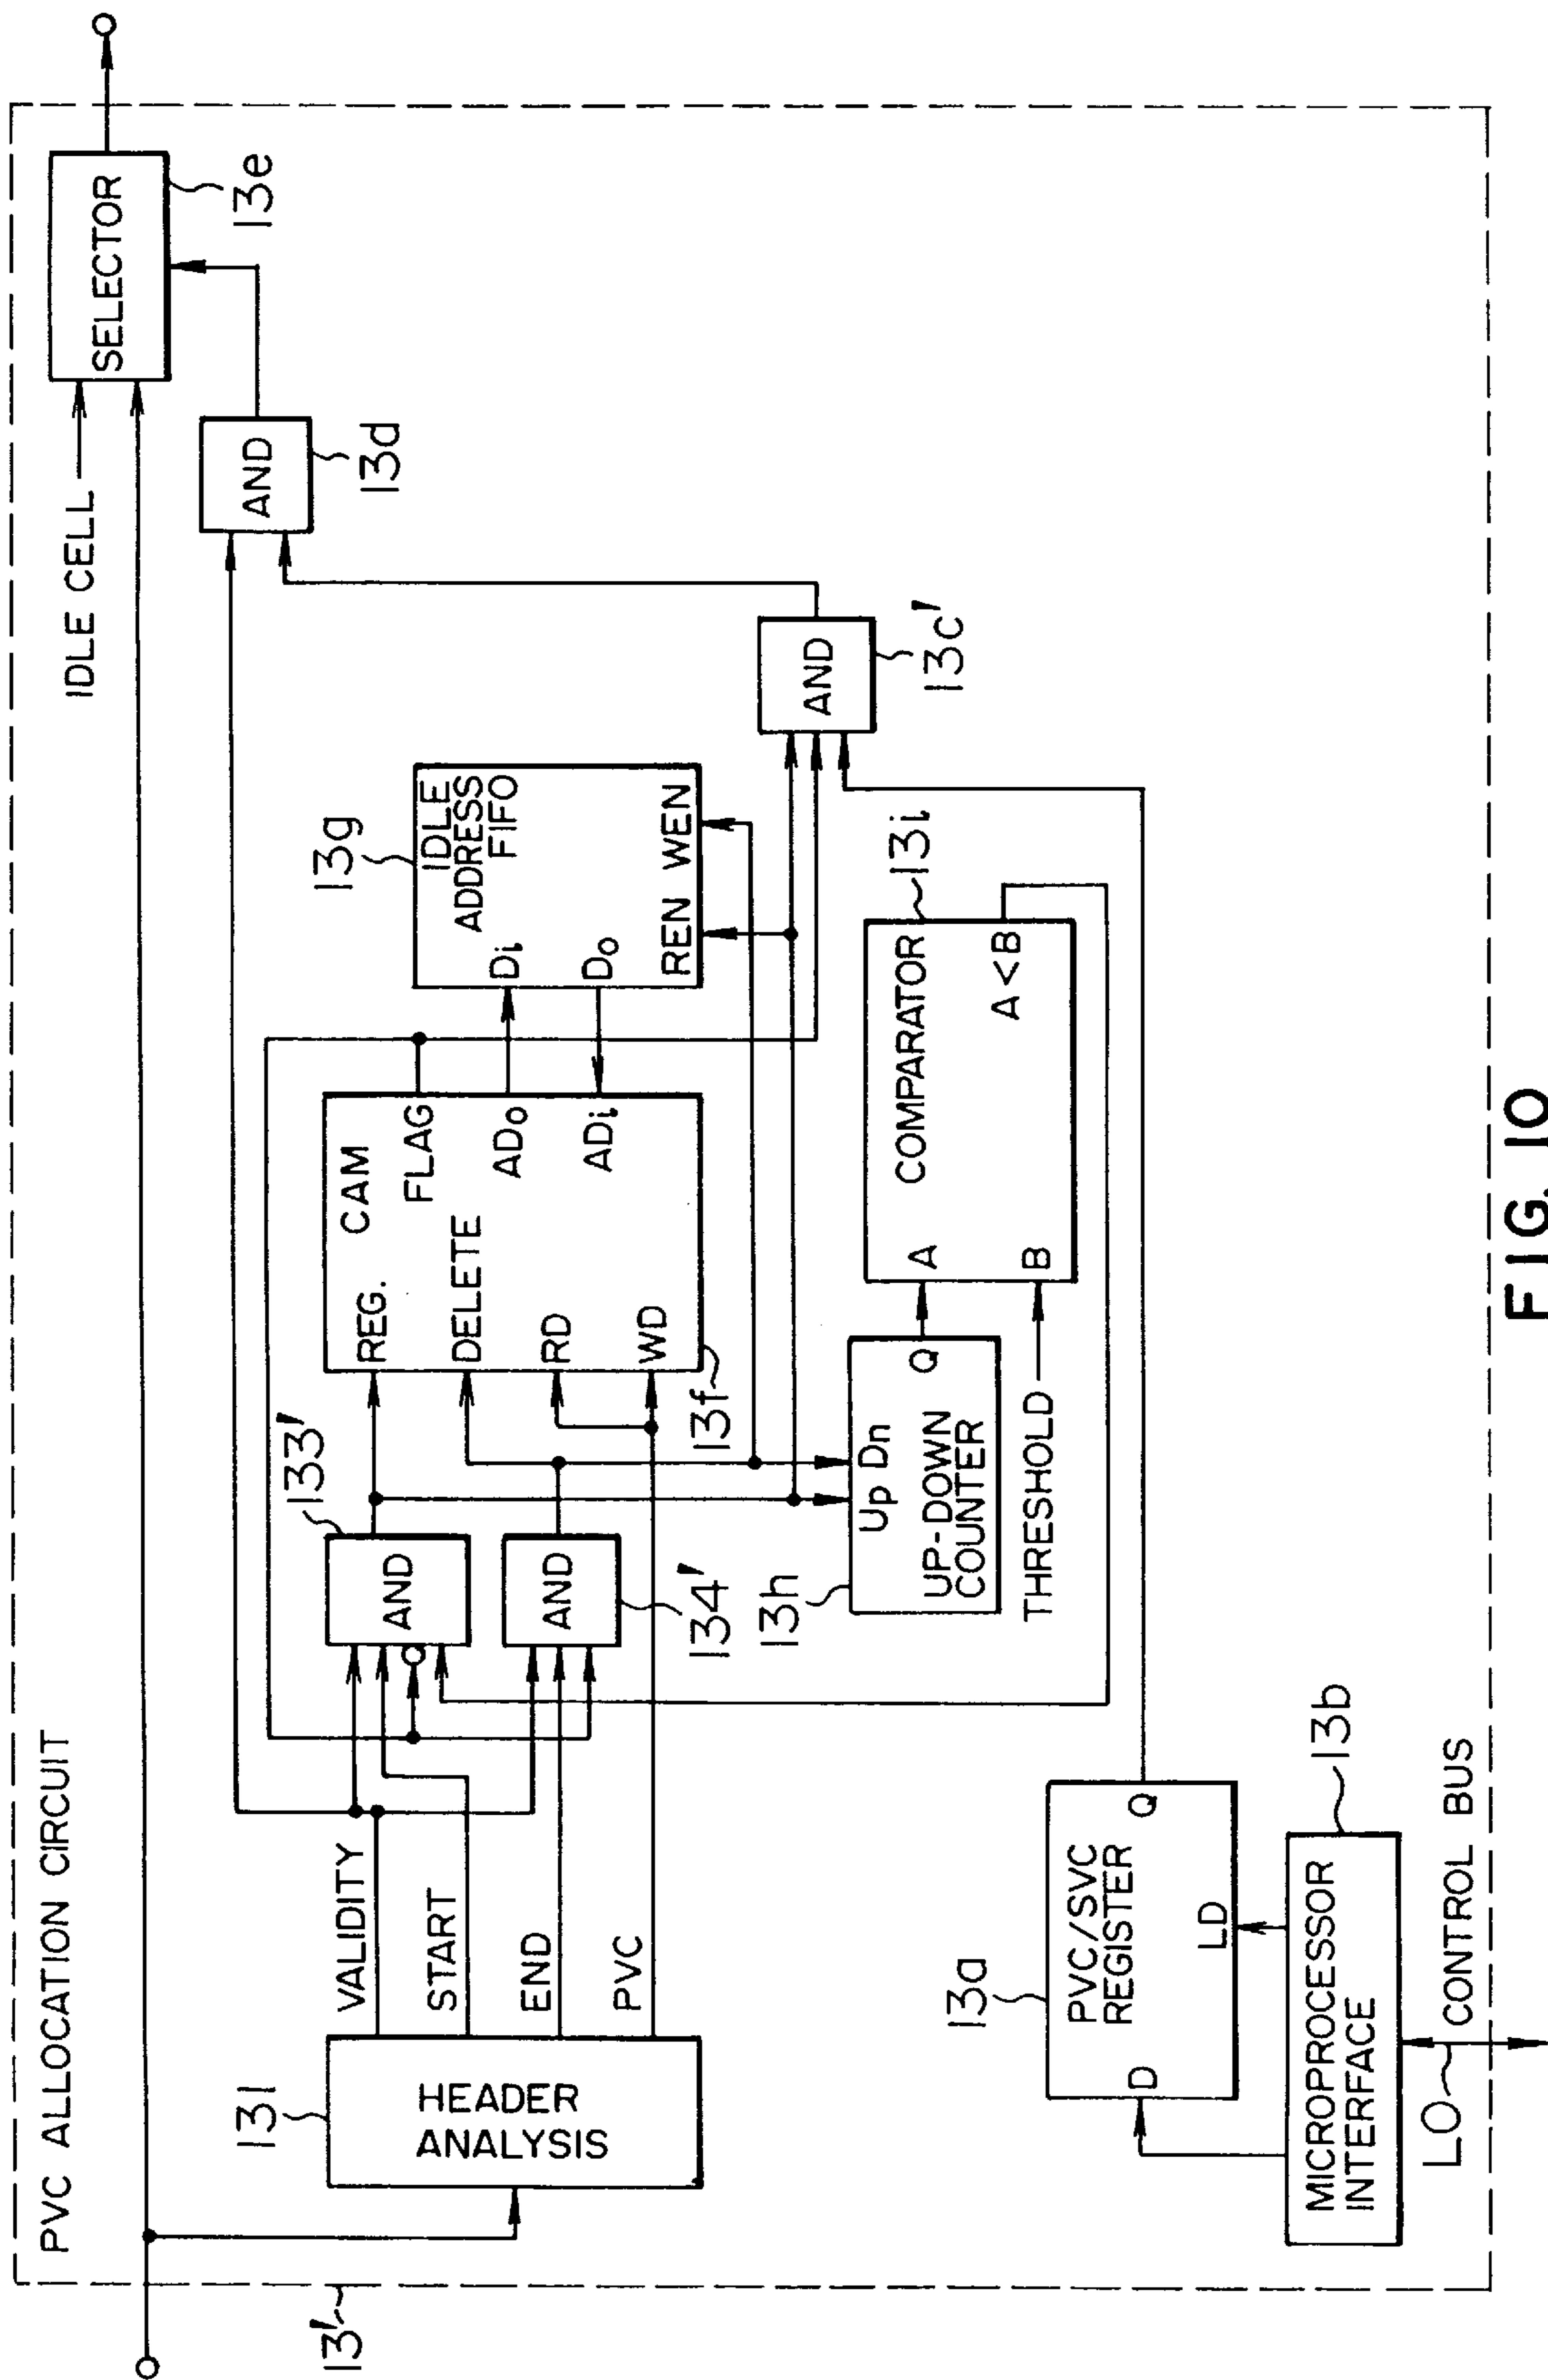 PVC ALLOCATION CIRCUIT
13'
IDLE CELL
SELECTOR
13e
AND
13d
131
HEADER
ANALYSIS
VALIDITY
START
END
PVC
133'
AND
AND
134'
REG.
CAM
DELETE
FLAG
RD
ADo
WD
ADi
13f
13g
IDLE
ADDRESS
FIFO
Di
Do
REN WEN
AND
13c'
13h
Up Dn
UP-DOWN
COUNTER
Q
THRESHOLD
A
B
COMPARATOR
A<B
13i
13a
D
PVC/SVC
REGISTER
LD
Q
MICROPROCESSOR
INTERFACE
13b
L0
CONTROL BUS
FIG. 10